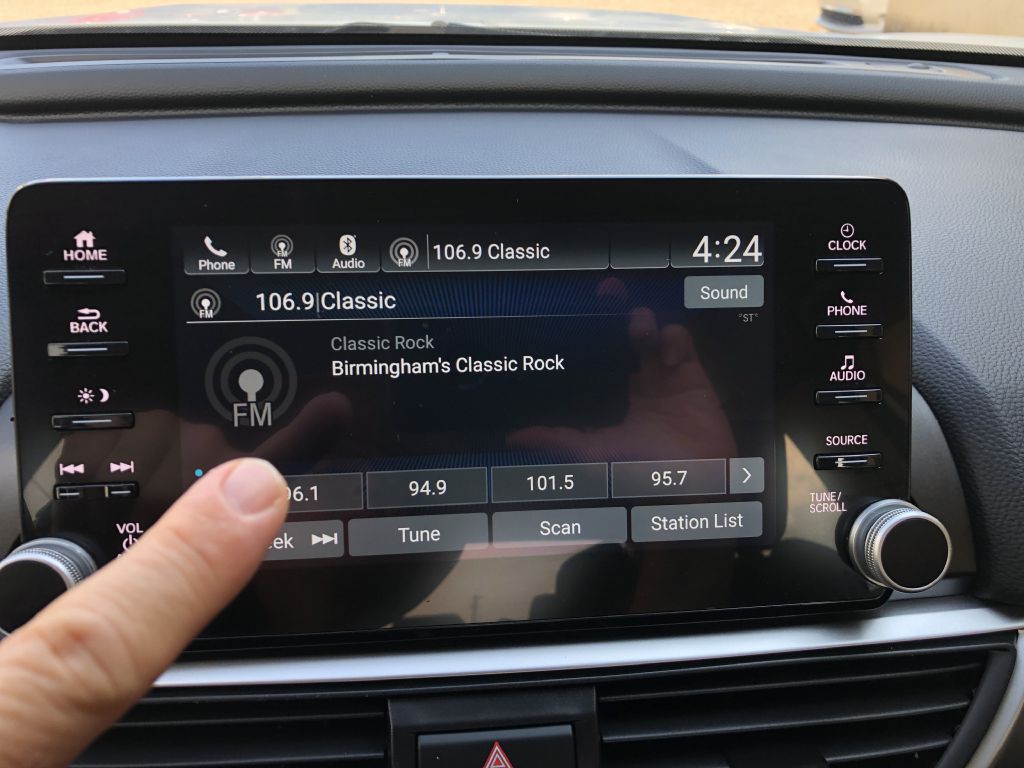 HOME
BACK
VOL
Phone
FM
Audio
FM
106.9 Classic
4:24
106.9|Classic
Sound
°ST°
Classic Rock
Birmingham's Classic Rock
FM
96.1
94.9
101.5
95.7
Tune
Scan
Station List
CLOCK
PHONE
AUDIO
SOURCE
TUNE/
SCROLL